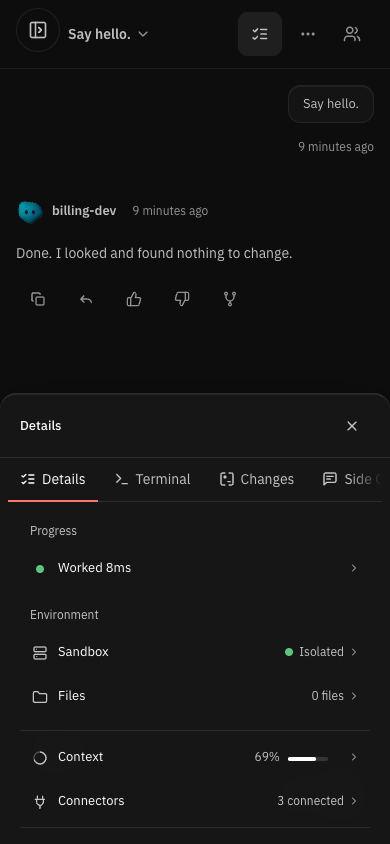 Say hello.
Say hello.
9 minutes ago
billing-dev 9 minutes ago
Done. I looked and found nothing to change.
Details
Details Terminal Changes Side
Progress
Worked 8ms
Environment
Sandbox Isolated
Files 0 files
Context 69%
Connectors 3 connected